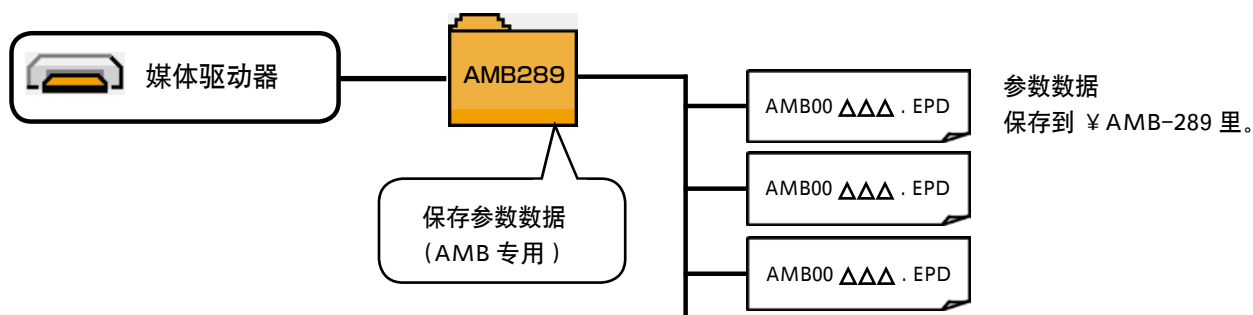 媒体驱动器
AMB289
保存参数数据
(AMB 专用 )
AMB00 △△△ . EPD
AMB00 △△△ . EPD
AMB00 △△△ . EPD
参数数据
保存到 ¥ AMB-289 里。